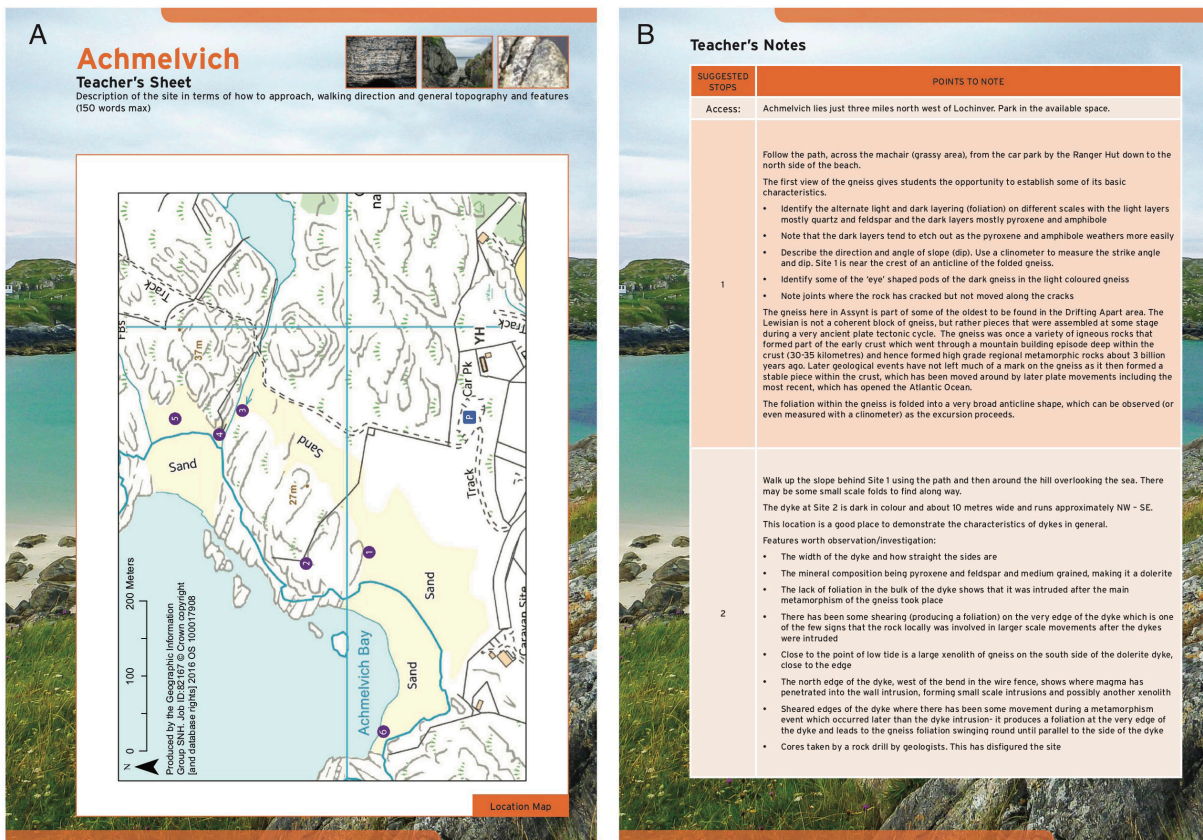 A
Achmelvich
Teacher's Sheet
Description of the site in terms of how to approach, walking direction and general topography and features
(150 words max)
Track
FBs
37m
na
Track
YH
Car Pk
P
5
4
3
Sand
Sand
27m
Track
2
1
Sand
Achmelvich Bay
Sand
Caravan Site
6
200 Meters
100
0
N
Produced by the Geographic Information
Group SNH. Job ID:82167 © Crown copyright
[and database rights] 2016 OS 100017908
Location Map
B
Teacher's Notes
SUGGESTED
STOPS
POINTS TO NOTE
Access:
Achmelvich lies just three miles north west of Lochinver. Park in the available space.
1
Follow the path, across the machair (grassy area), from the car park by the Ranger Hut down to the
north side of the beach.
The first view of the gneiss gives students the opportunity to establish some of its basic
characteristics.
• Identify the alternate light and dark layering (foliation) on different scales with the light layers
mostly quartz and feldspar and the dark layers mostly pyroxene and amphibole
• Note that the dark layers tend to etch out as the pyroxene and amphibole weathers more easily
• Describe the direction and angle of slope (dip). Use a clinometer to measure the strike angle
and dip. Site 1 is near the crest of an anticline of the folded gneiss.
• Identify some of the 'eye' shaped pods of the dark gneiss in the light coloured gneiss
• Note joints where the rock has cracked but not moved along the cracks
The gneiss here in Assynt is part of some of the oldest to be found in the Drifting Apart area. The
Lewisian is not a coherent block of gneiss, but rather pieces that were assembled at some stage
during a very ancient plate tectonic cycle. The gneiss was once a variety of igneous rocks that
formed part of the early crust which went through a mountain building episode deep within the
crust (30-35 kilometres) and hence formed high grade regional metamorphic rocks about 3 billion
years ago. Later geological events have not left much of a mark on the gneiss as it then formed a
stable piece within the crust, which has been moved around by later plate movements including the
most recent, which has opened the Atlantic Ocean.
The foliation within the gneiss is folded into a very broad anticline shape, which can be observed (or
even measured with a clinometer) as the excursion proceeds.
2
Walk up the slope behind Site 1 using the path and then around the hill overlooking the sea. There
may be some small scale folds to find along way.
The dyke at Site 2 is dark in colour and about 10 metres wide and runs approximately NW – SE.
This location is a good place to demonstrate the characteristics of dykes in general.
Features worth observation/investigation:
• The width of the dyke and how straight the sides are
• The mineral composition being pyroxene and feldspar and medium grained, making it a dolerite
• The lack of foliation in the bulk of the dyke shows that it was intruded after the main
metamorphism of the gneiss took place
• There has been some shearing (producing a foliation) on the very edge of the dyke which is one
of the few signs that the rock locally was involved in larger scale movements after the dykes
were intruded
• Close to the point of low tide is a large xenolith of gneiss on the south side of the dolerite dyke,
close to the edge
• The north edge of the dyke, west of the bend in the wire fence, shows where magma has
penetrated into the wall intrusion, forming small scale intrusions and possibly another xenolith
• Sheared edges of the dyke where there has been some movement during a metamorphism
event which occurred later than the dyke intrusion- it produces a foliation at the very edge of
the dyke and leads to the gneiss foliation swinging round until parallel to the side of the dyke
• Cores taken by a rock drill by geologists. This has disfigured the site